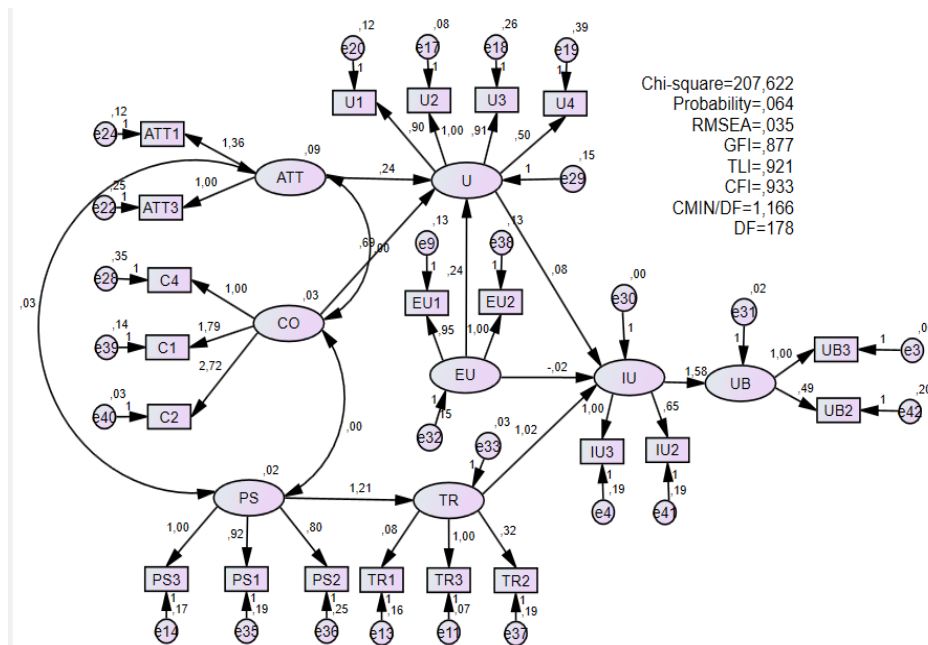 ,12
,08
,26
,39
e20
e17
e18
e19
1
1
1
1
U1
U2
U3
U4
Chi-square=207,622
Probability=,064
RMSEA=,035
GFI=,877
TLI=,921
CFI=,933
CMIN/DF=1,166
DF=178
,90
1,00
,91
,50
,12
e24
1
ATT1
1,36
,09
ATT
,24
U
1
,15
e29
,25
e22
1
ATT3
1,00
,69
,00
,13
e9
1
,13
e38
1
,13
,35
e28
1
C4
1,00
,03
CO
,03
EU1
EU2
,24
,95
1,00
,08
,14
e39
1
C1
1,79
,03
e40
1
C2
2,72
EU
-,02
,00
e30
1
IU
1,58
,02
e31
1
UB
1,00
UB3
1
,0
e3
,49
UB2
1
,20
e42
1
,15
e32
,00
1,00
,65
IU3
IU2
1
,19
1
,19
e4
e41
,02
PS
1,21
,03
e33
1
TR
1,02
1,00
,92
,80
,08
1,00
,32
PS3
PS1
PS2
TR1
TR3
TR2
1
,17
1
,19
1
,25
1
,16
1
,07
1
,19
e14
e35
e36
e13
e11
e37